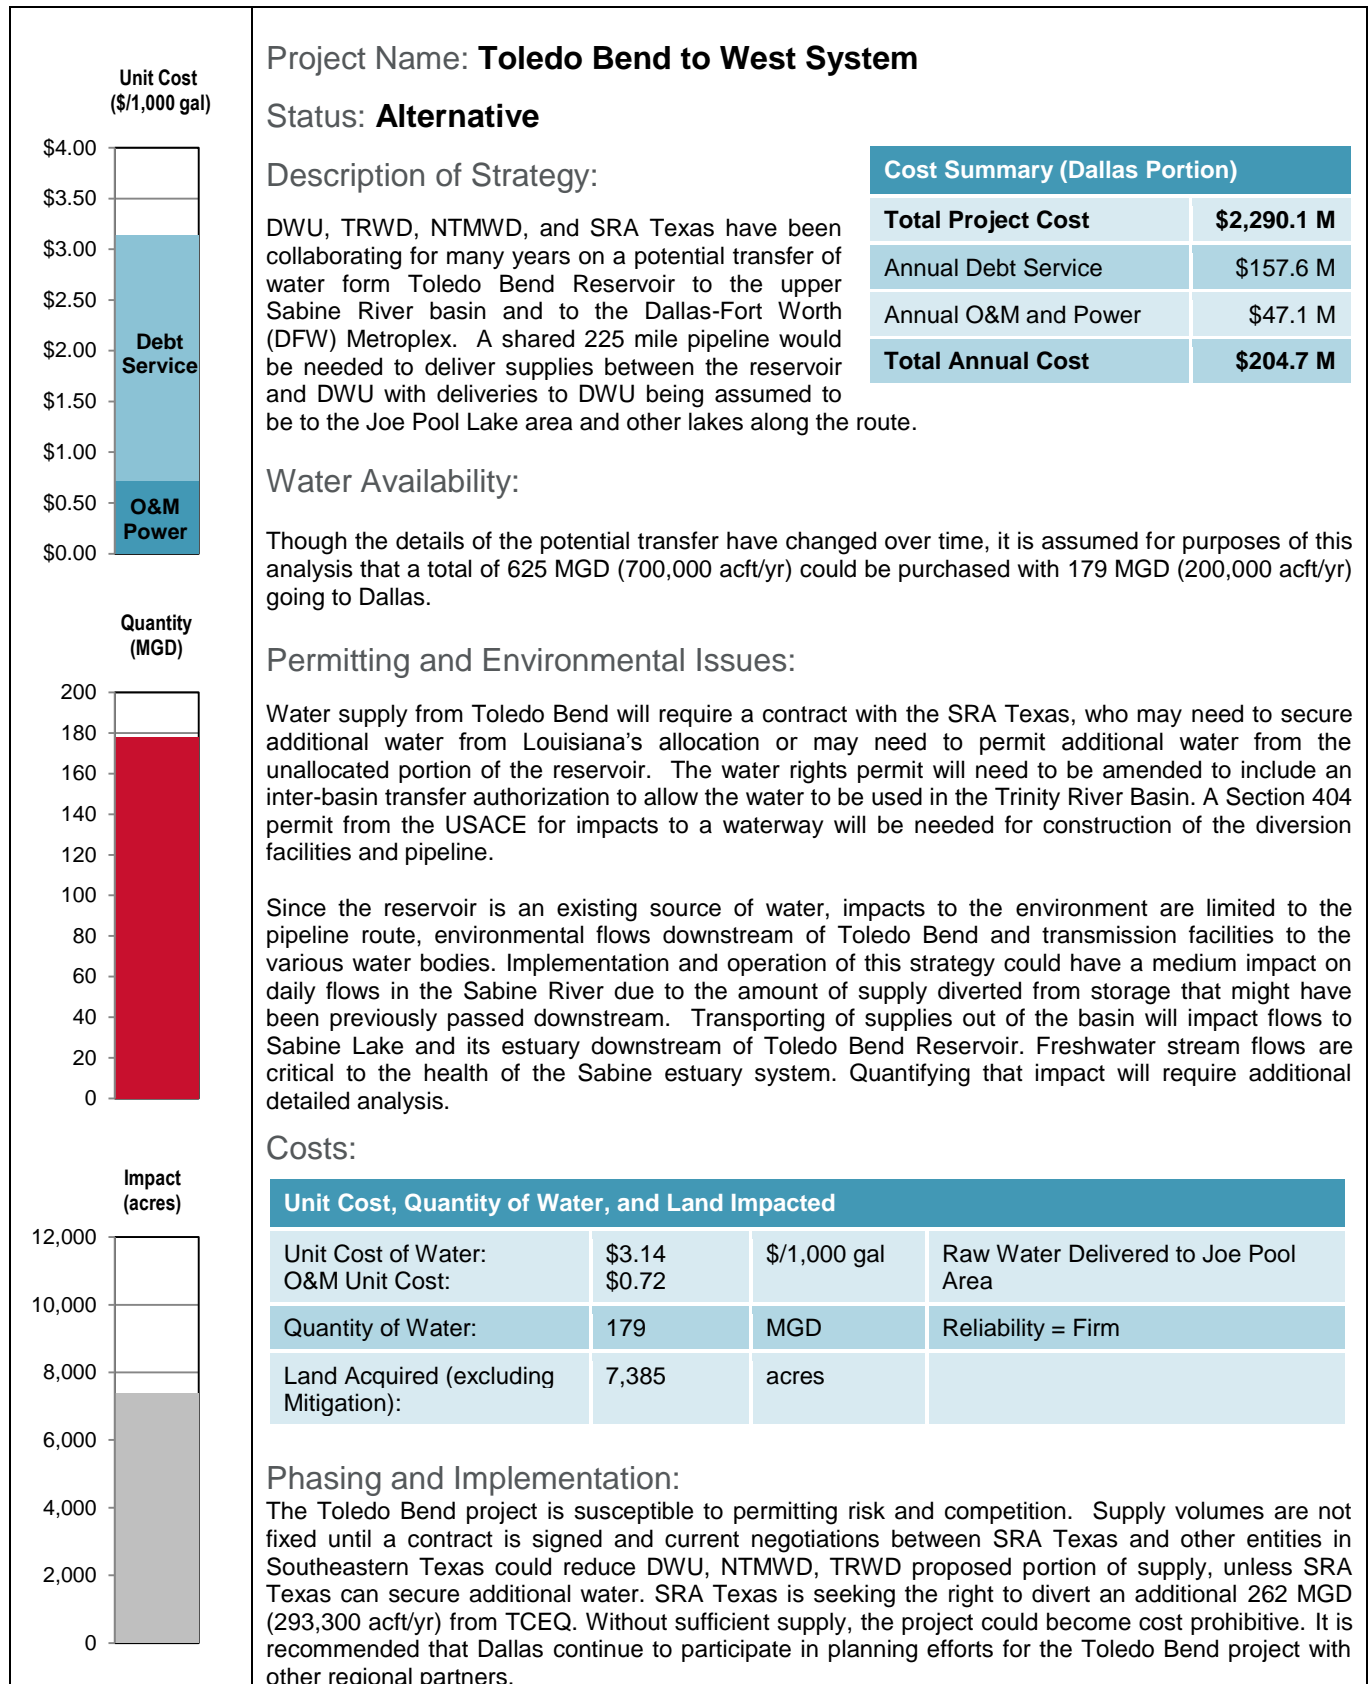 Unit Cost
($/1,000 gal)
$4.00
$3.50
$3.00
$2.50
$2.00
$1.50
$1.00
$0.50
$0.00
Debt
Service
O&M
Power
Quantity
(MGD)
200
180
160
140
120
100
80
60
40
20
0
Impact
(acres)
12,000
10,000
8,000
6,000
4,000
2,000
0
Project Name: Toledo Bend to West System
Status: Alternative
Description of Strategy:
DWU, TRWD, NTMWD, and SRA Texas have been
collaborating for many years on a potential transfer of
water form Toledo Bend Reservoir to the upper
Sabine River basin and to the Dallas-Fort Worth
(DFW) Metroplex. A shared 225 mile pipeline would
be needed to deliver supplies between the reservoir
and DWU with deliveries to DWU being assumed to
be to the Joe Pool Lake area and other lakes along the route.
Cost Summary (Dallas Portion)
Total Project Cost $2,290.1 M
Annual Debt Service $157.6 M
Annual O&M and Power $47.1 M
Total Annual Cost $204.7 M
Water Availability:
Though the details of the potential transfer have changed over time, it is assumed for purposes of this
analysis that a total of 625 MGD (700,000 acft/yr) could be purchased with 179 MGD (200,000 acft/yr)
going to Dallas.
Permitting and Environmental Issues:
Water supply from Toledo Bend will require a contract with the SRA Texas, who may need to secure
additional water from Louisiana's allocation or may need to permit additional water from the
unallocated portion of the reservoir. The water rights permit will need to be amended to include an
inter-basin transfer authorization to allow the water to be used in the Trinity River Basin. A Section 404
permit from the USACE for impacts to a waterway will be needed for construction of the diversion
facilities and pipeline.
Since the reservoir is an existing source of water, impacts to the environment are limited to the
pipeline route, environmental flows downstream of Toledo Bend and transmission facilities to the
various water bodies. Implementation and operation of this strategy could have a medium impact on
daily flows in the Sabine River due to the amount of supply diverted from storage that might have
been previously passed downstream. Transporting of supplies out of the basin will impact flows to
Sabine Lake and its estuary downstream of Toledo Bend Reservoir. Freshwater stream flows are
critical to the health of the Sabine estuary system. Quantifying that impact will require additional
detailed analysis.
Costs:
Unit Cost, Quantity of Water, and Land Impacted
Unit Cost of Water: $3.14 $/1,000 gal Raw Water Delivered to Joe Pool
O&M Unit Cost: $0.72 Area
Quantity of Water: 179 MGD Reliability = Firm
Land Acquired (excluding 7,385 acres
Mitigation):
Phasing and Implementation:
The Toledo Bend project is susceptible to permitting risk and competition. Supply volumes are not
fixed until a contract is signed and current negotiations between SRA Texas and other entities in
Southeastern Texas could reduce DWU, NTMWD, TRWD proposed portion of supply, unless SRA
Texas can secure additional water. SRA Texas is seeking the right to divert an additional 262 MGD
(293,300 acft/yr) from TCEQ. Without sufficient supply, the project could become cost prohibitive. It is
recommended that Dallas continue to participate in planning efforts for the Toledo Bend project with
other regional partners.